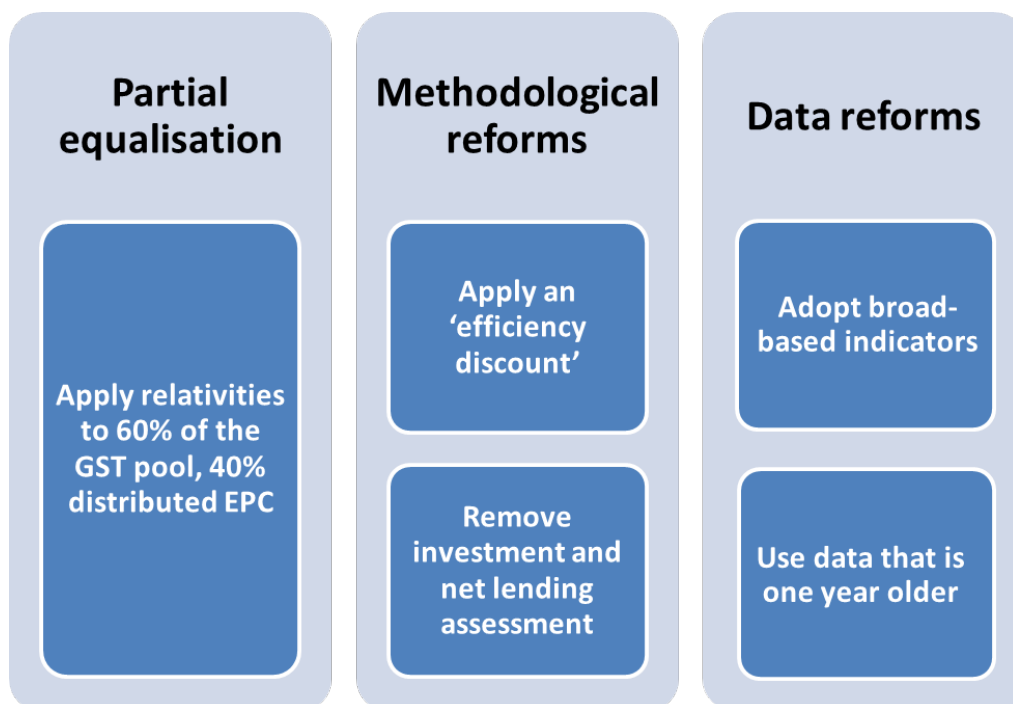 Partial
equalisation
Apply relativities
to 60% of the
GST pool, 40%
distributed EPC
Methodological
reforms
Apply an
‘efficiency
discount’
Remove
investment and
net lending
assessment
Data reforms
Adopt broad-
based indicators
Use data that is
one year older